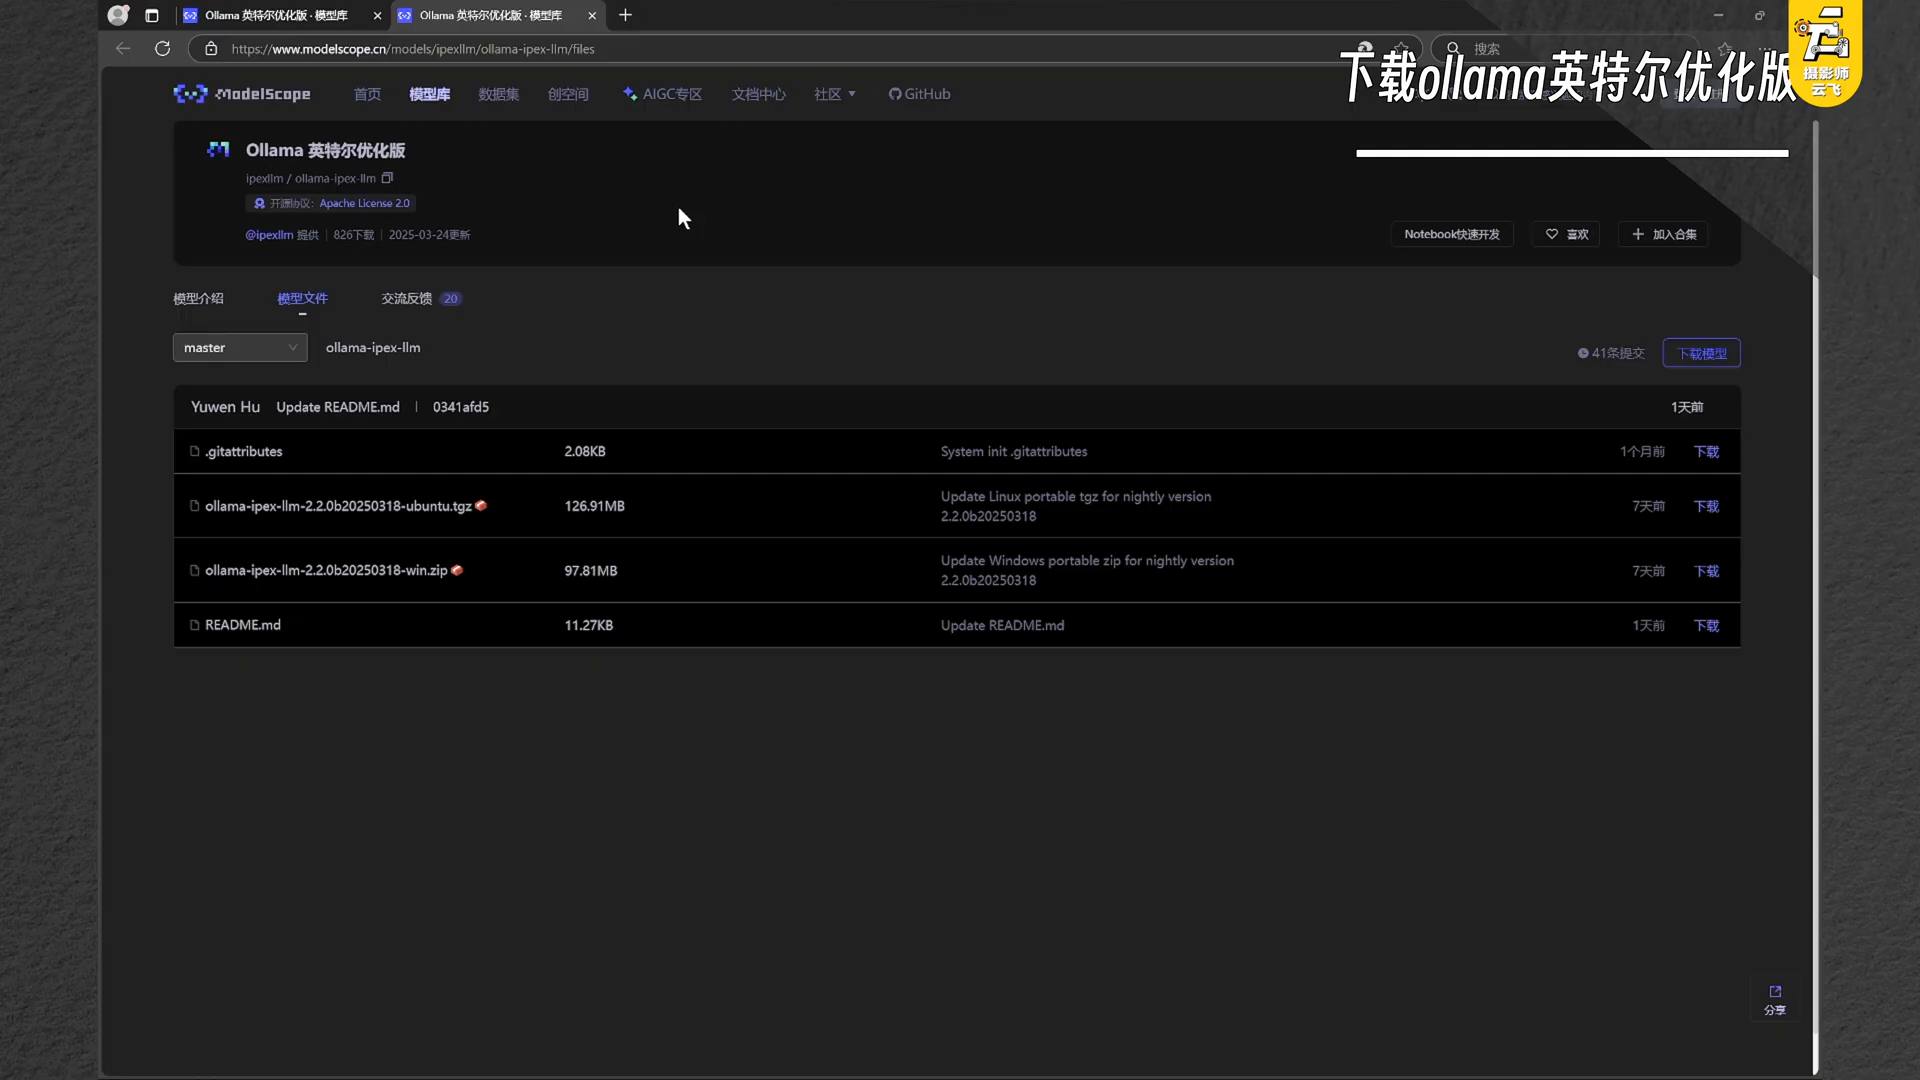 Ollama 英特尔优化版 · 模型库
Ollama 英特尔优化版 · 模型库
https://www.modelscope.cn/models/ipexllm/ollama-ipex-llm/files
搜索
下载ollama英特尔优化版
摄影师
云飞
ModelScope
首页
模型库
数据集
创空间
AIGC专区
文档中心
社区
GitHub
Ollama 英特尔优化版
ipexllm / ollama-ipex-llm
开源协议: Apache License 2.0
@ipexllm 提供 | 826下载 | 2025-03-24更新
Notebook快速开发
喜欢
加入合集
模型介绍
模型文件
交流反馈 20
master
ollama-ipex-llm
41条提交
下载模型
Yuwen Hu Update README.md | 0341afd5 1天前
.gitattributes 2.08KB System init .gitattributes 1个月前 下载
ollama-ipex-llm-2.2.0b20250318-ubuntu.tgz 126.91MB Update Linux portable tgz for nightly version
2.2.0b20250318 7天前 下载
ollama-ipex-llm-2.2.0b20250318-win.zip 97.81MB Update Windows portable zip for nightly version
2.2.0b20250318 7天前 下载
README.md 11.27KB Update README.md 1天前 下载
分享